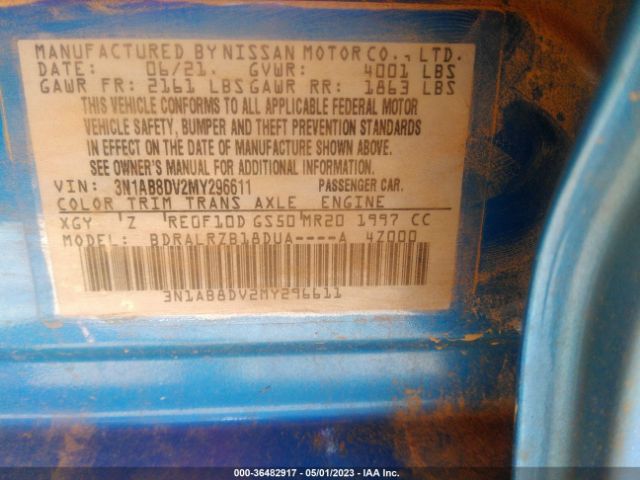 MANUFACTURED BY NISSAN MOTOR CO., LTD.
DATE: 06/21. GVWR: 4001 LBS
GAWR FR: 2161 LBS GAWR RR: 1863 LBS
THIS VEHICLE CONFORMS TO ALL APPLICABLE FEDERAL MOTOR
VEHICLE SAFETY, BUMPER AND THEFT PREVENTION STANDARDS
IN EFFECT ON THE DATE OF MANUFACTURE SHOWN ABOVE.
SEE OWNER'S MANUAL FOR ADDITIONAL INFORMATION.
VIN: 3N1AB8DV2MY296611 PASSENGER CAR.
COLOR TRIM TRANS AXLE ENGINE
XGY Z RE0F10D GS50 MR20 1997 CC
MODEL: BDRALRZB18DUA----A 4Z000
3N1AB8DV2MY296611
000-36482917 - 05/01/2023 - IAA Inc.